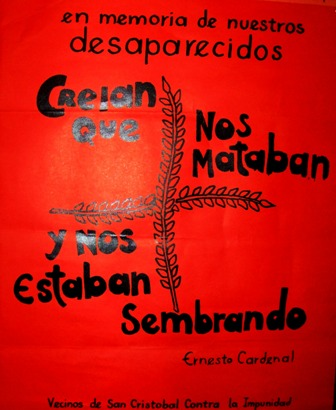 en memoria de nuestros
desaparecidos
Creian
Que
Nos
Mataban
y Nos
Estaban
Sembrando
Ernesto Cardenal
Vecinos de San Cristobal Contra la Impunidad